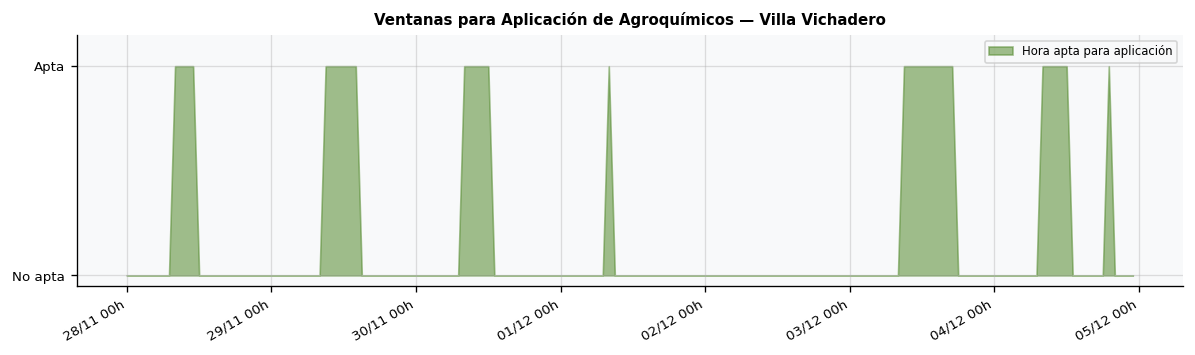 Ventanas para Aplicación de Agroquímicos — Villa Vichadero
Hora apta para aplicación
Apta
No apta
28/11 00h
29/11 00h
30/11 00h
01/12 00h
02/12 00h
03/12 00h
04/12 00h
05/12 00h